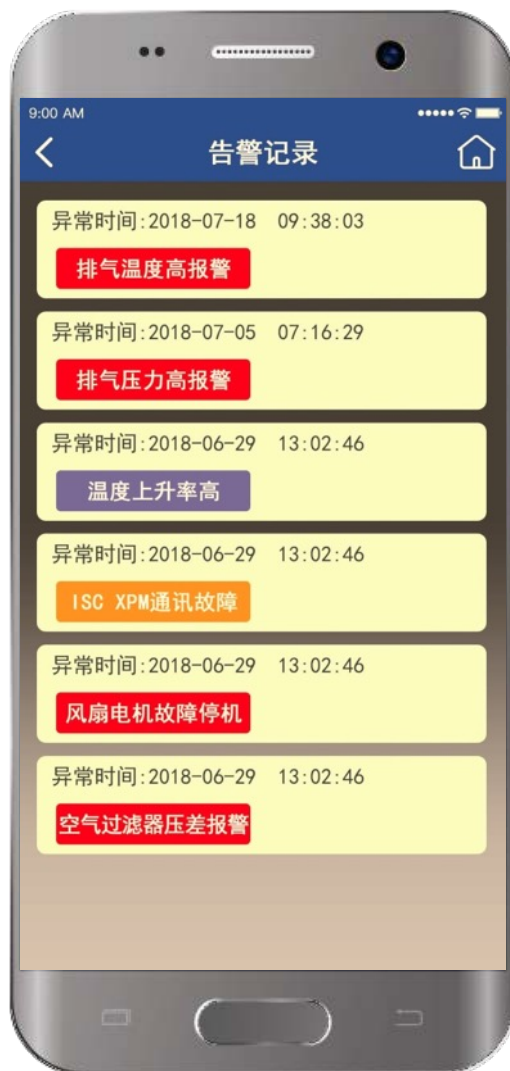 9:00 AM
告警记录
异常时间:2018-07-18 09:38:03
排气温度高报警
异常时间:2018-07-05 07:16:29
排气压力高报警
异常时间:2018-06-29 13:02:46
温度上升率高
异常时间:2018-06-29 13:02:46
ISC XPM通讯故障
异常时间:2018-06-29 13:02:46
风扇电机故障停机
异常时间:2018-06-29 13:02:46
空气过滤器压差报警